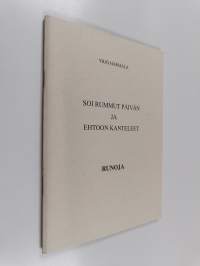 SOI RUMMUT PÄIVÄN
JA
EHTOON KANTELEET
RUNOJA